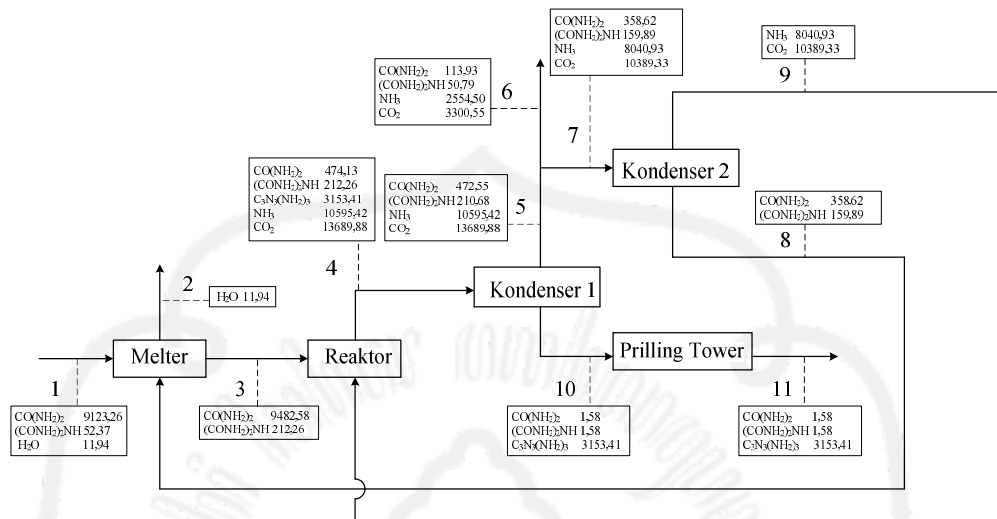 CO(NH₂)₂ 358,62
(CONH₂)₂NH 159,89
NH₃ 8040,93
CO₂ 10389,33
NH₃ 8040,93
CO₂ 10389,33
9
CO(NH₂)₂ 113,93
(CONH₂)₂NH 50,79
NH₃ 2554,50
CO₂ 3300,55
6
7
Kondenser 2
CO(NH₂)₂ 474,13
(CONH₂)₂NH 212,26
C₃N₃(NH₂)₃ 3153,41
NH₃ 10595,42
CO₂ 13689,88
4
CO(NH₂)₂ 472,55
(CONH₂)₂NH 210,68
NH₃ 10595,42
CO₂ 13689,88
5
CO(NH₂)₂ 358,62
(CONH₂)₂NH 159,89
8
2
H₂O 11,94
Kondenser 1
Melter
Reaktor
Prilling Tower
1
3
10
11
CO(NH₂)₂ 9123,26
(CONH₂)₂NH 52,37
H₂O 11,94
CO(NH₂)₂ 9482,58
(CONH₂)₂NH 212,26
CO(NH₂)₂ 1,58
(CONH₂)₂NH 1,58
C₃N₃(NH₂)₃ 3153,41
CO(NH₂)₂ 1,58
(CONH₂)₂NH 1,58
C₃N₃(NH₂)₃ 3153,41